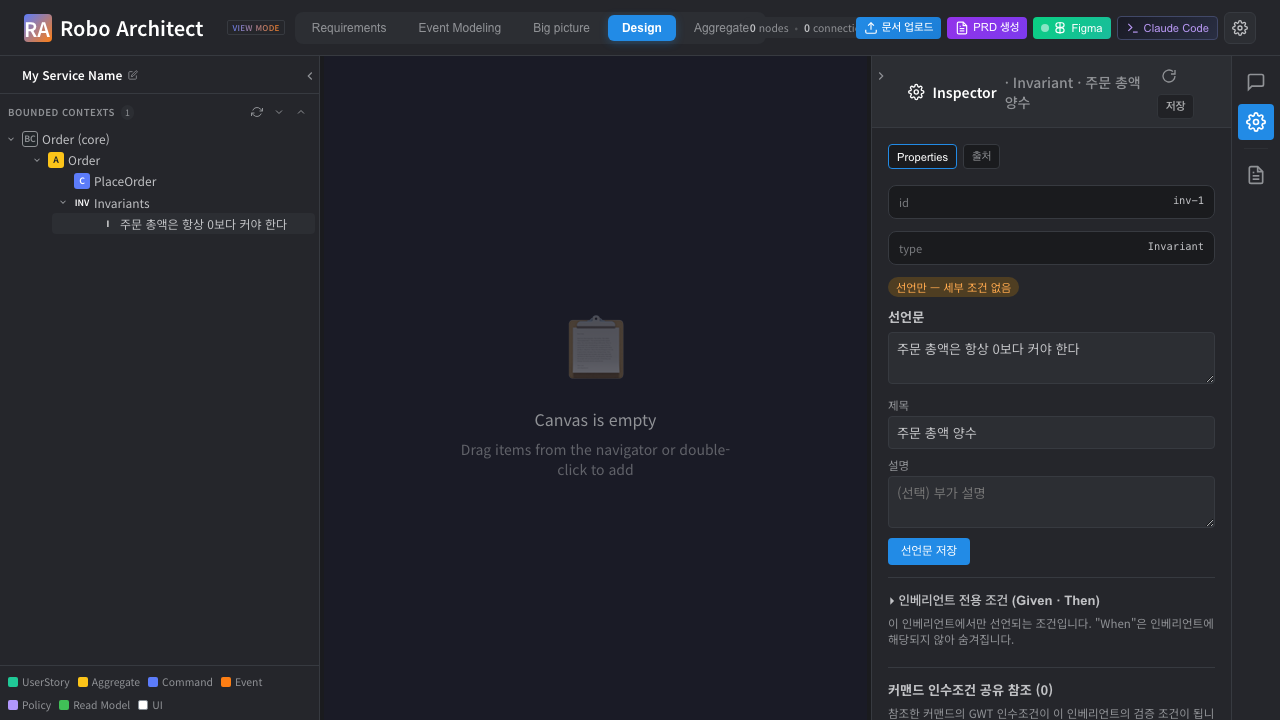 RA Robo Architect VIEW MODE Requirements Event Modeling Big picture Design Aggregate 0 nodes · 0 connecti 문서 업로드 PRD 생성 Figma Claude Code
My Service Name
BOUNDED CONTEXTS 1
BC Order (core)
A Order
C PlaceOrder
INV Invariants
I 주문 총액은 항상 0보다 커야 한다
UserStory Aggregate Command Event
Policy Read Model UI
Canvas is empty
Drag items from the navigator or double-
click to add
Inspector · Invariant · 주문 총액
양수
저장
Properties 출처
id inv-1
type Invariant
선언만 — 세부 조건 없음
선언문
주문 총액은 항상 0보다 커야 한다
제목
주문 총액 양수
설명
(선택) 부가 설명
선언문 저장
인베리언트 전용 조건 (Given · Then)
이 인베리언트에서만 선언되는 조건입니다. "When"은 인베리언트에
해당되지 않아 숨겨집니다.
커맨드 인수조건 공유 참조 (0)
참조한 커맨드의 GWT 인수조건이 이 인베리언트의 검증 조건이 됩니